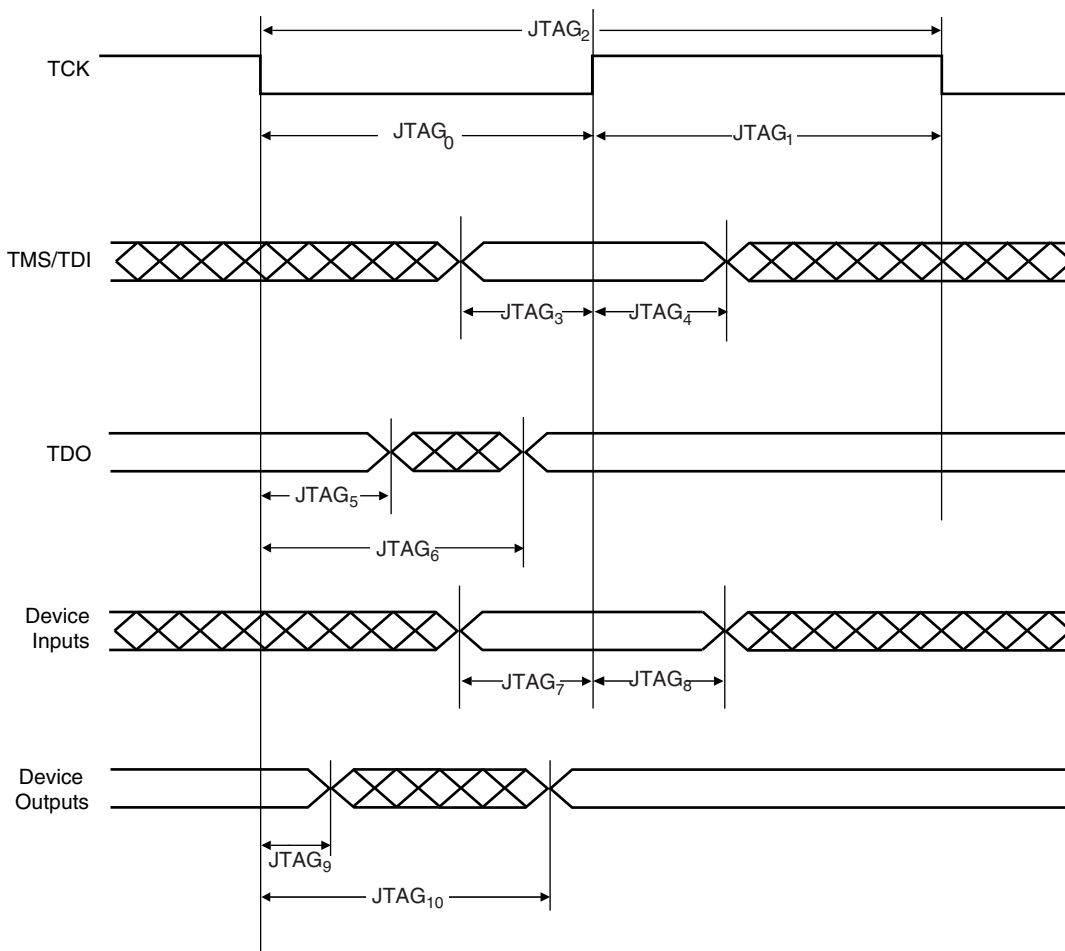 JTAG₂
TCK
JTAG₀
JTAG₁
TMS/TDI
JTAG₃
JTAG₄
TDO
JTAG₅
JTAG₆
Device
Inputs
JTAG₇
JTAG₈
Device
Outputs
JTAG₉
JTAG₁₀